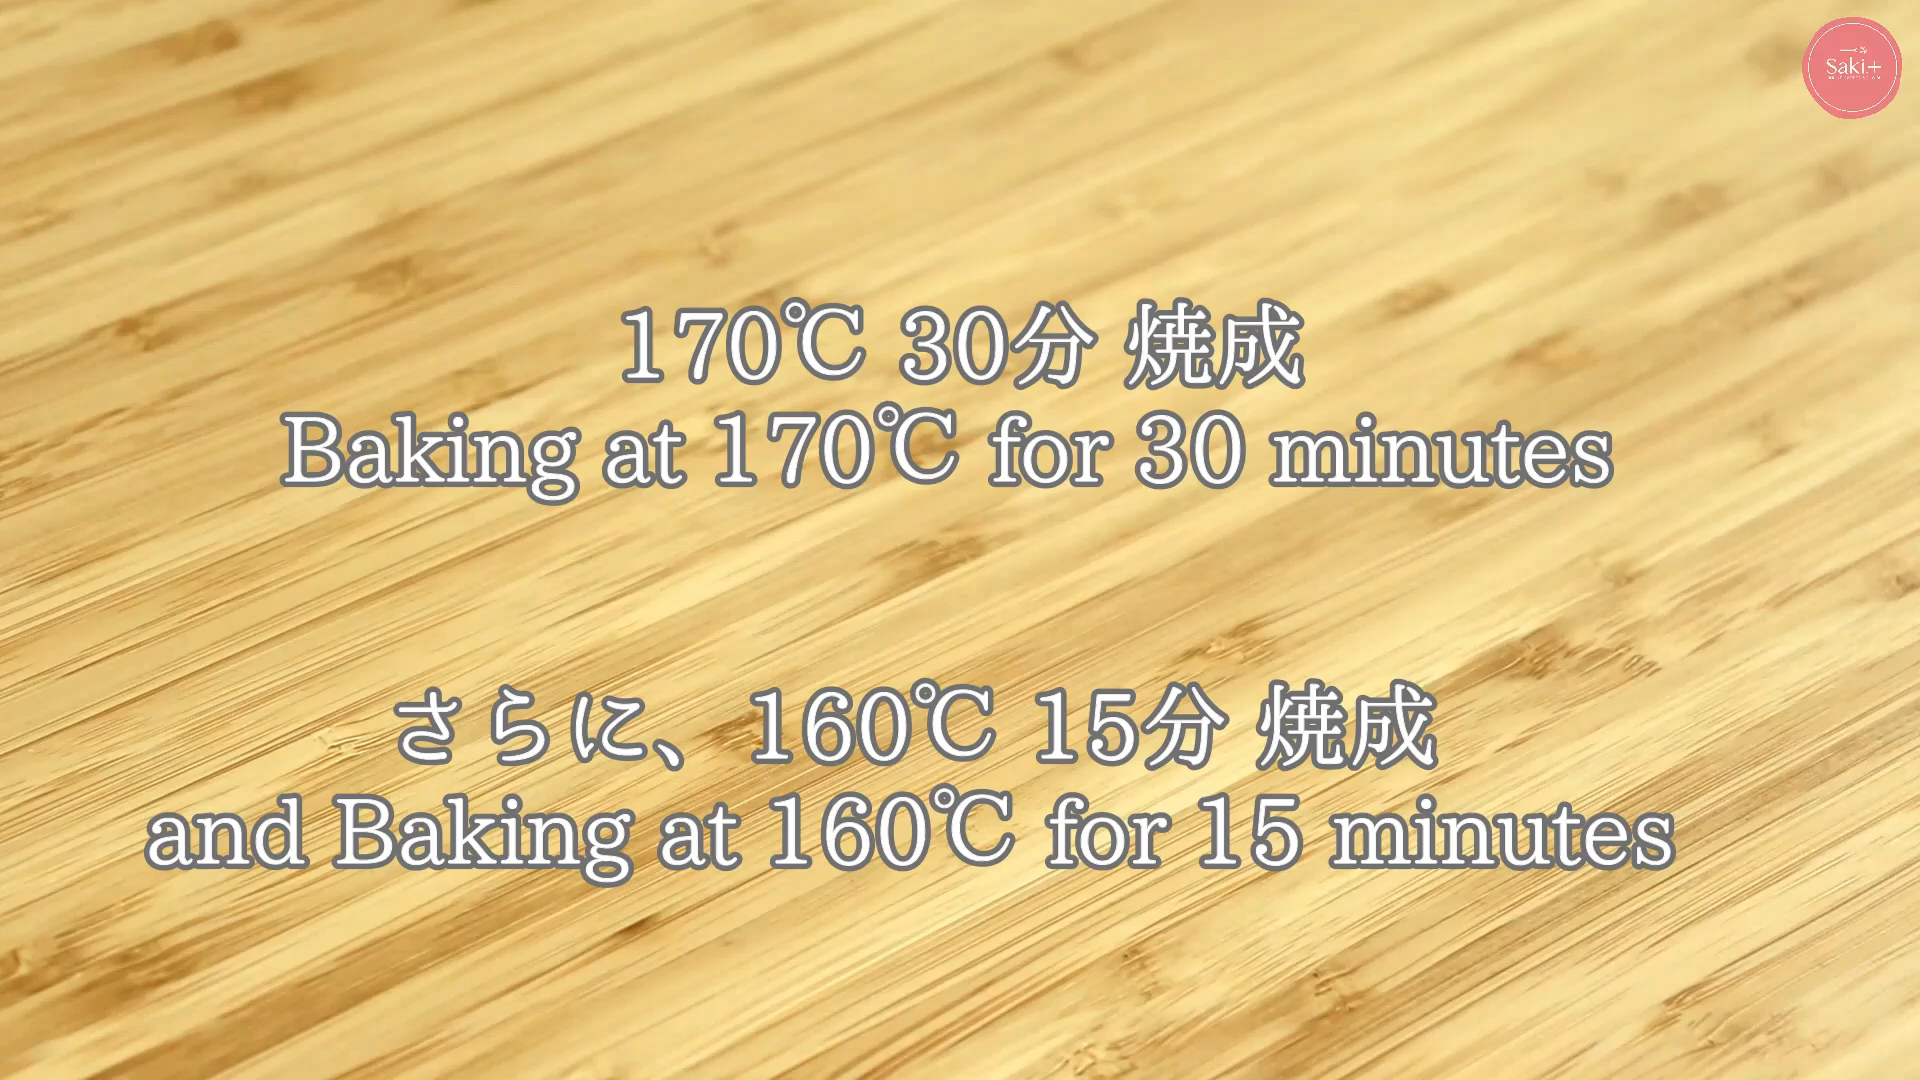 Saki.+
170℃ 30分 焼成
Baking at 170℃ for 30 minutes
さらに、160℃ 15分 焼成
and Baking at 160℃ for 15 minutes